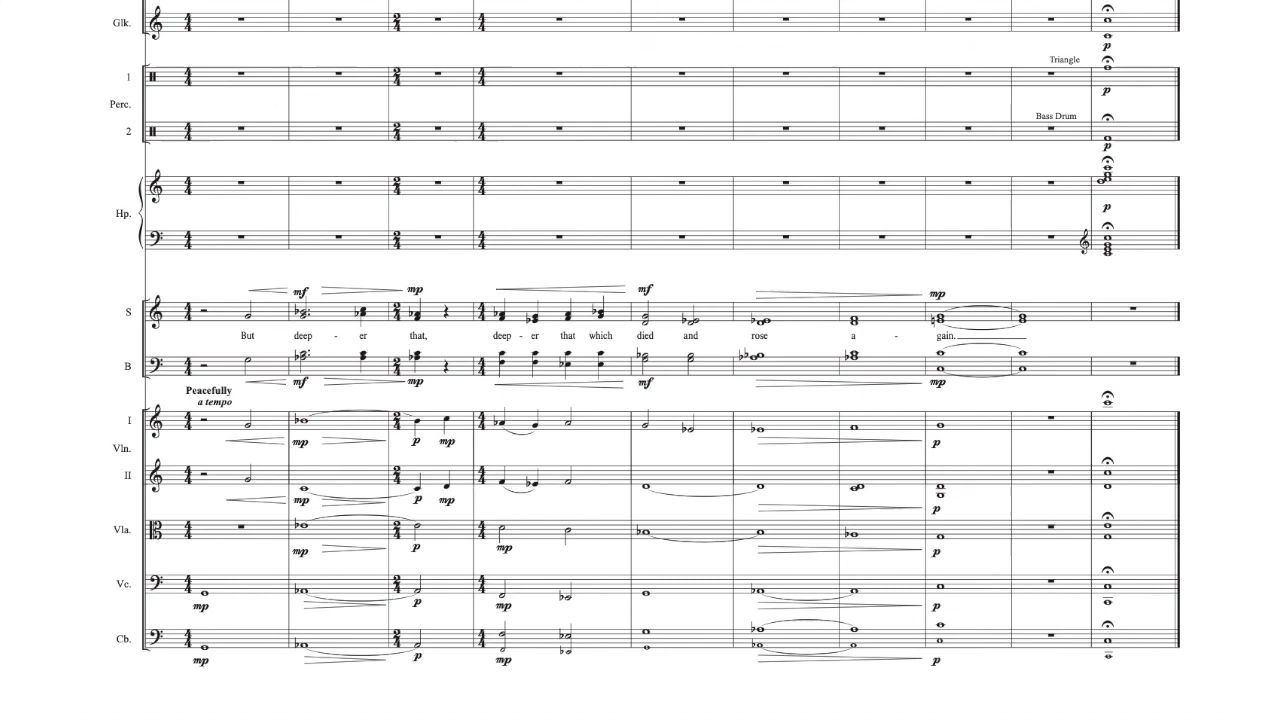 Glk.
p
Triangle
1
p
Perc.
Bass Drum
2
p
Hp.
p
mf mp mf mp
S
But deep - er that, deep - er that which died and rose a - gain.
B
mf mp mf mp
Peacefully
a tempo
I
mp p mp p
Vln.
II
mp p mp p
Vla.
mp p mp p
Vc.
mp p mp p
Cb.
mp p mp p